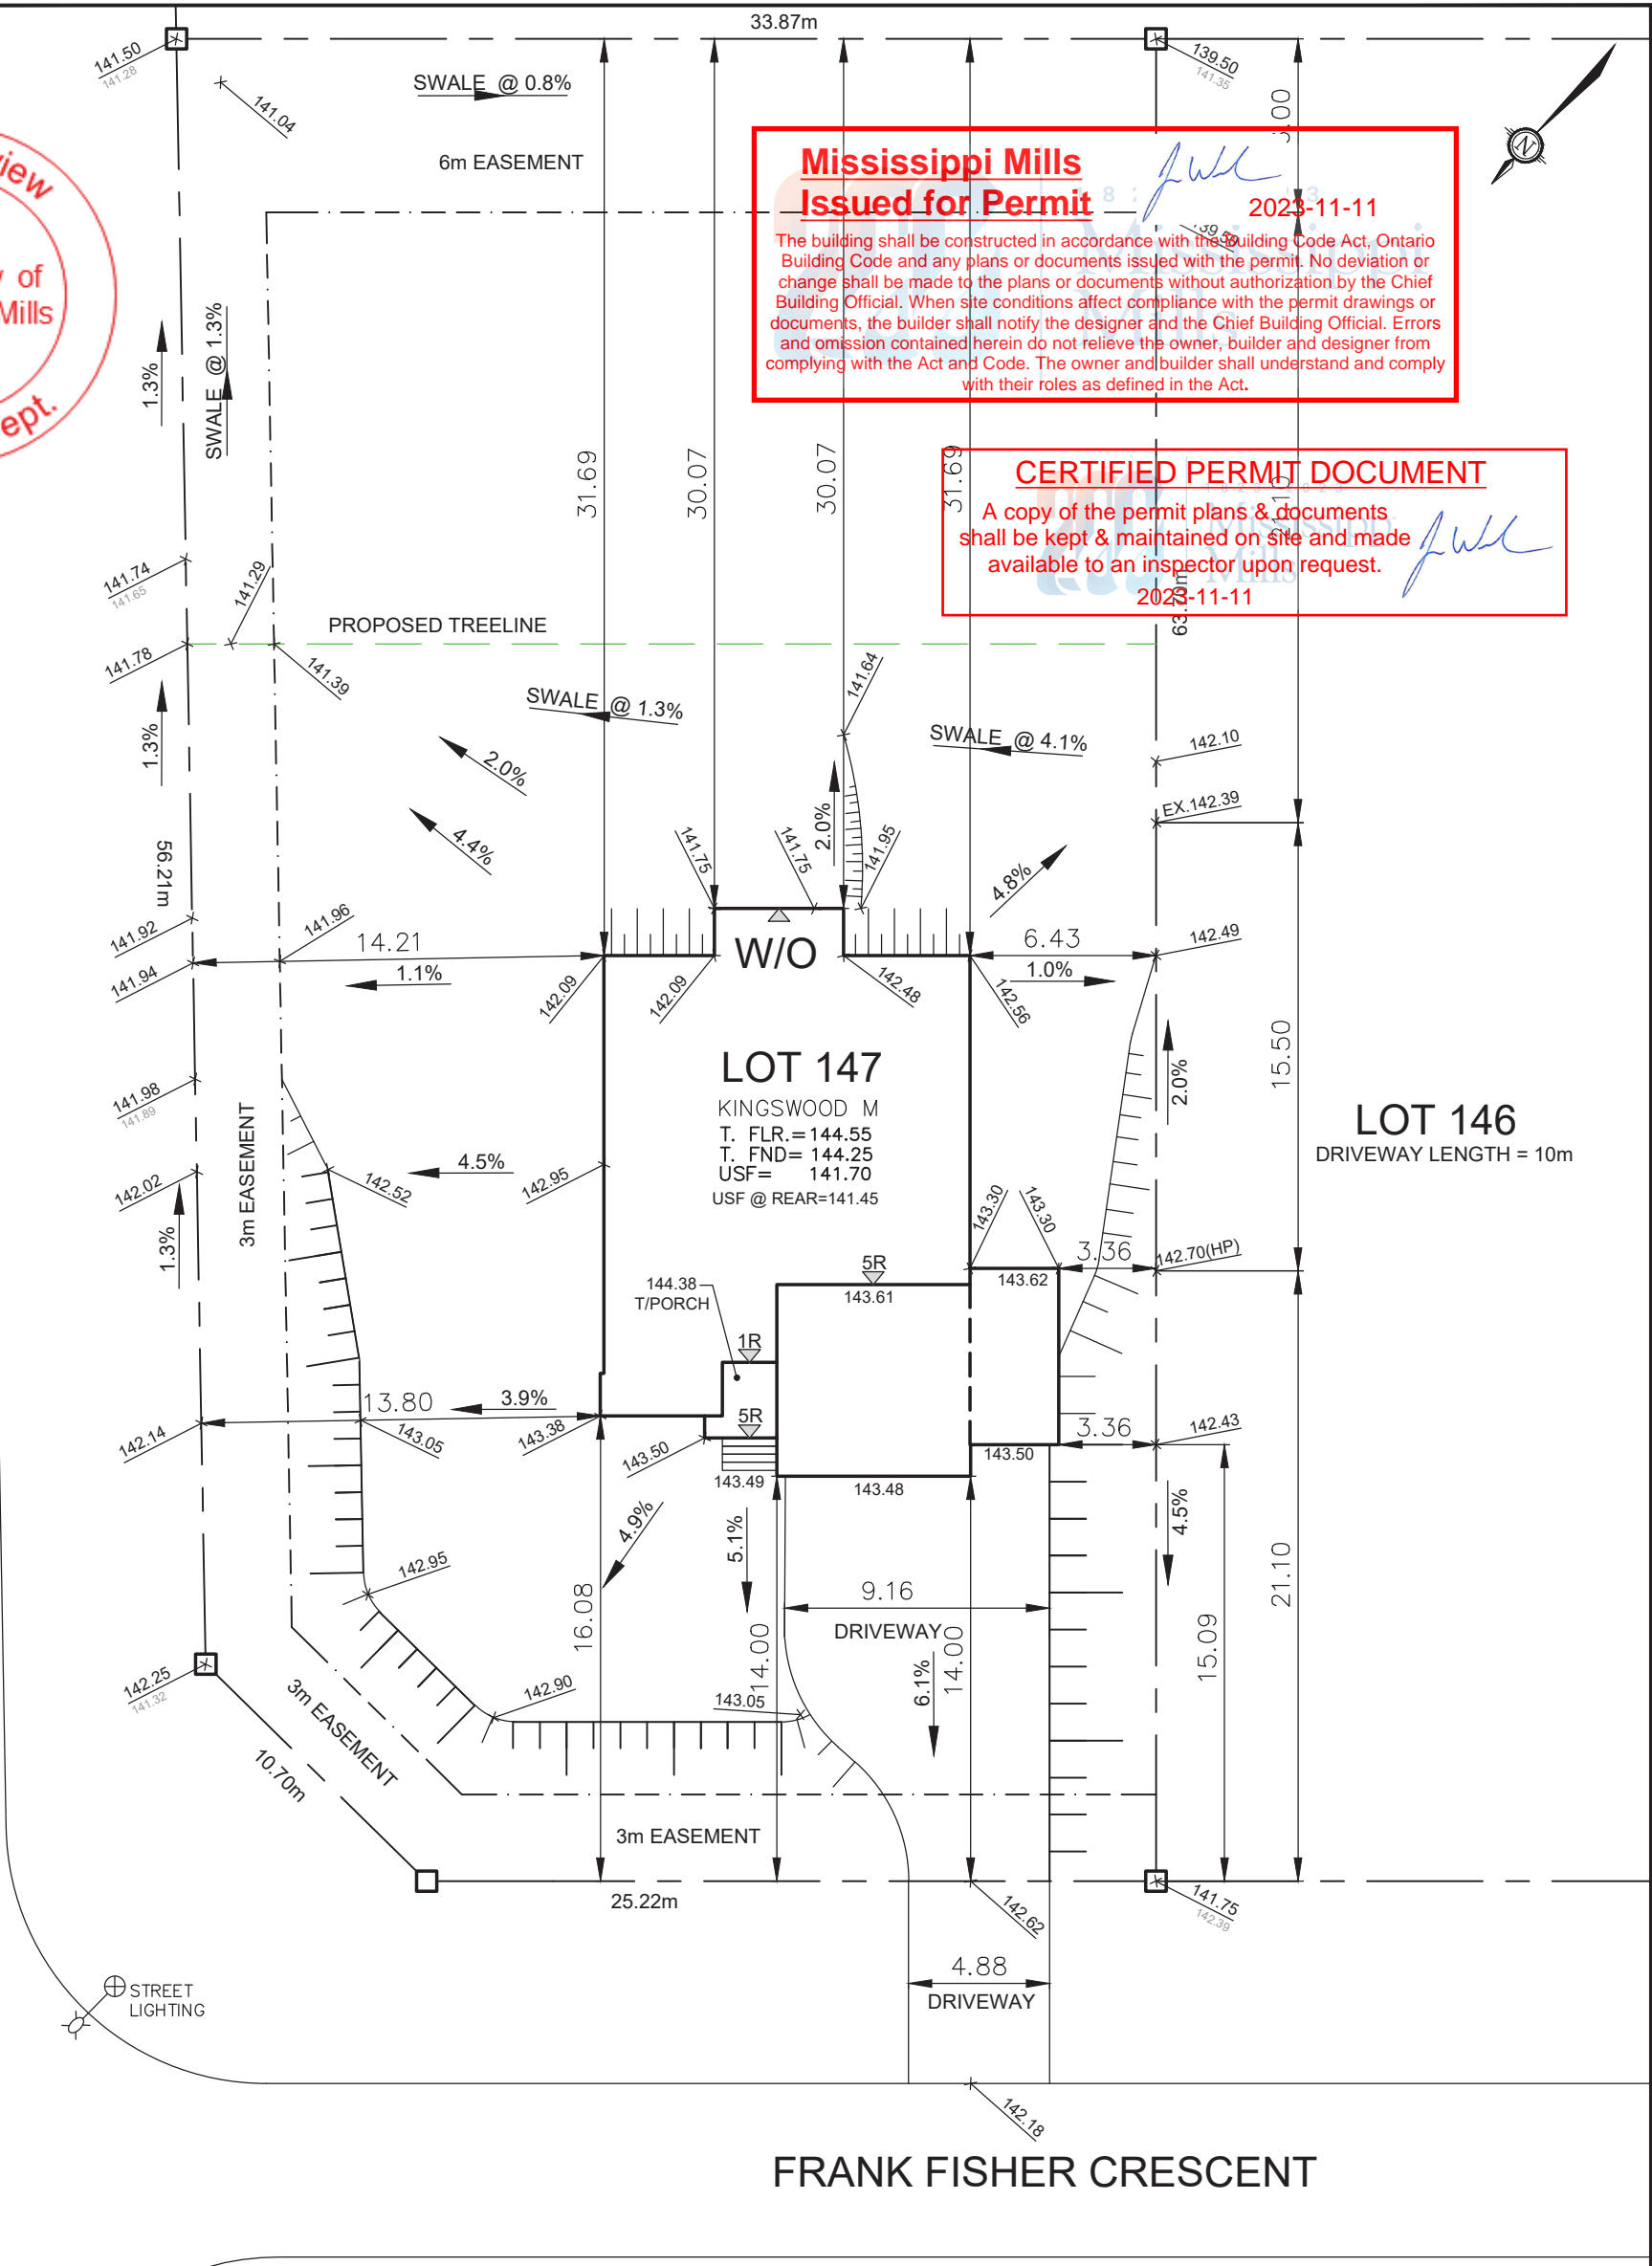 33.87m
141.50
141.28
139.50
141.35
SWALE @ 0.8%
141.04
6m EASEMENT
N
iew
y of
Mills
ept.
Mississippi Mills
Issued for Permit
2023-11-11
The building shall be constructed in accordance with the Building Code Act, Ontario
Building Code and any plans or documents issued with the permit. No deviation or
change shall be made to the plans or documents without authorization by the Chief
Building Official. When site conditions affect compliance with the permit drawings or
documents, the builder shall notify the designer and the Chief Building Official. Errors
and omission contained herein do not relieve the owner, builder and designer from
complying with the Act and Code. The owner and builder shall understand and comply
with their roles as defined in the Act.
Mississippi
Mills
1.3%
SWALE @ 1.3%
31.69
30.07
30.07
31.69
CERTIFIED PERMIT DOCUMENT
A copy of the permit plans & documents
shall be kept & maintained on site and made
available to an inspector upon request.
2023-11-11
Mississippi
Mills
63.70m
141.74
141.65
141.29
PROPOSED TREELINE
141.78
141.39
141.64
SWALE @ 1.3%
SWALE @ 4.1%
142.10
1.3%
2.0%
EX.142.39
4.4%
2.0%
141.75
141.75
141.95
4.8%
56.21m
141.92
141.96
14.21
W/O
6.43
142.49
141.94
1.1%
1.0%
142.09
142.09
142.48
142.56
LOT 147
KINGSWOOD M
T. FLR.=144.55
T. FND= 144.25
USF= 141.70
USF @ REAR=141.45
15.50
2.0%
LOT 146
DRIVEWAY LENGTH = 10m
141.98
141.89
3m EASEMENT
4.5%
142.95
142.02
142.52
1.3%
143.30
143.30
3.36
142.70(HP)
5R
143.62
144.38
T/PORCH
143.61
1R
13.80
3.9%
5R
3.36
142.43
142.14
143.05
143.38
143.50
143.50
143.49
143.48
4.9%
5.1%
4.5%
142.95
16.08
9.16
DRIVEWAY
14.00
14.00
6.1%
15.09
21.10
142.25
141.32
142.90
143.05
3m EASEMENT
10.70m
3m EASEMENT
25.22m
142.62
141.75
142.39
4.88
DRIVEWAY
STREET
LIGHTING
142.18
FRANK FISHER CRESCENT